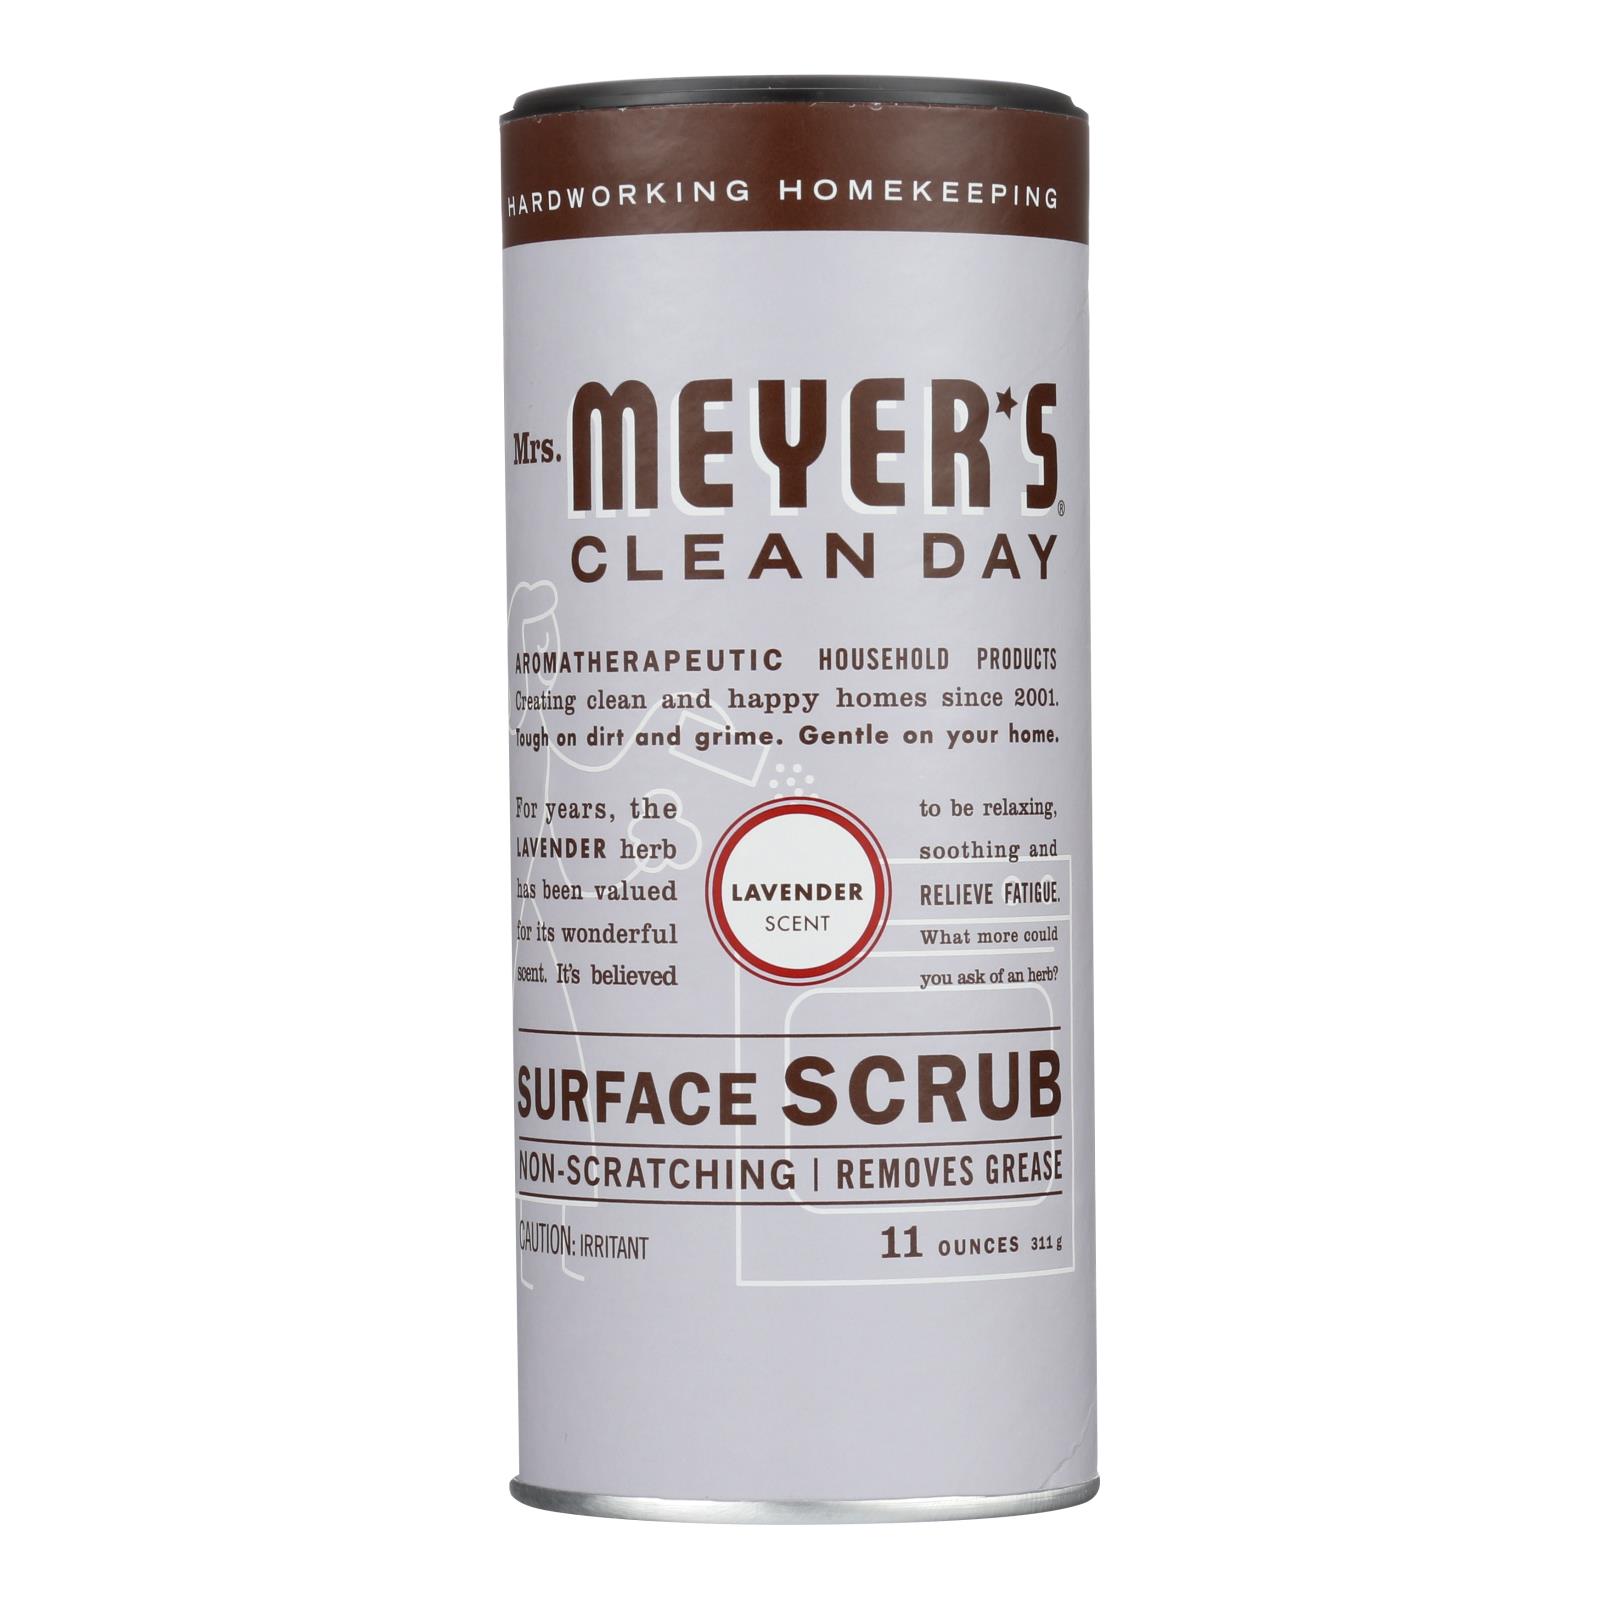 HARDWORKING HOMEKEEPING
Mrs. MEYER'S®
CLEAN DAY
AROMATHERAPEUTIC HOUSEHOLD PRODUCTS
Creating clean and happy homes since 2001.
Tough on dirt and grime. Gentle on your home.
For years, the
LAVENDER herb
has been valued
for its wonderful
scent. It's believed
LAVENDER
SCENT
to be relaxing,
soothing and
RELIEVE FATIGUE.
What more could
you ask of an herb?
SURFACE SCRUB
NON-SCRATCHING | REMOVES GREASE
CAUTION: IRRITANT
11 OUNCES 311 g